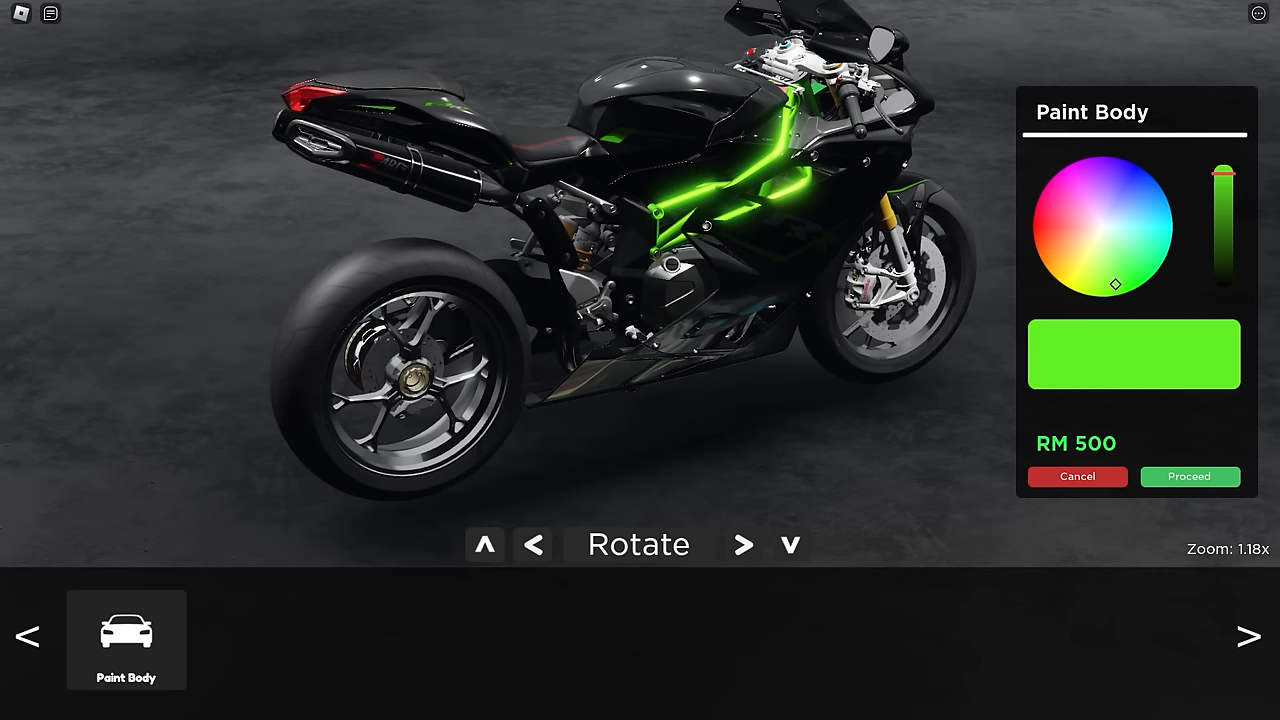 Paint Body
RM 500
Cancel
Proceed
ʌ < Rotate > v
Zoom: 1.18x
<
Paint Body
>